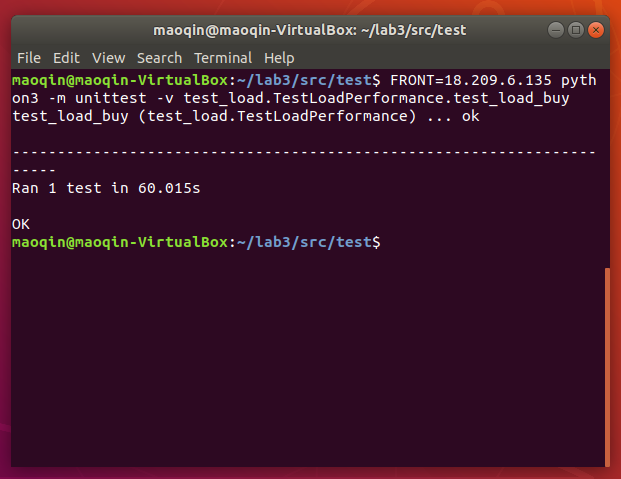 maoqin@maoqin-VirtualBox: ~/lab3/src/test
File Edit View Search Terminal Help
maoqin@maoqin-VirtualBox:~/lab3/src/test$ FRONT=18.209.6.135 pyth
on3 -m unittest -v test_load.TestLoadPerformance.test_load_buy
test_load_buy (test_load.TestLoadPerformance) ... ok
-----------------------------------------------------------------
-----
Ran 1 test in 60.015s
OK
maoqin@maoqin-VirtualBox:~/lab3/src/test$